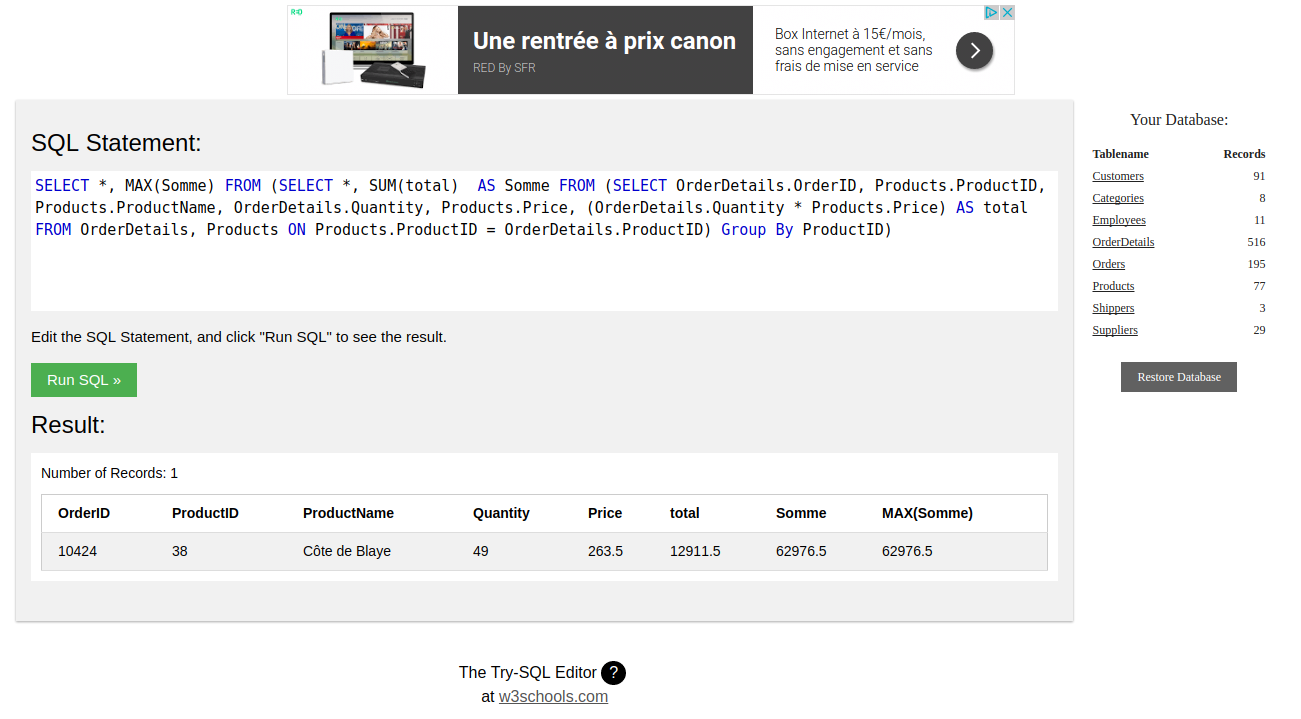 RED
Une rentrée à prix canon
RED By SFR
Box Internet à 15€/mois,
sans engagement et sans
frais de mise en service
SQL Statement:
SELECT *, MAX(Somme) FROM (SELECT *, SUM(total)  AS Somme FROM (SELECT OrderDetails.OrderID, Products.ProductID,
Products.ProductName, OrderDetails.Quantity, Products.Price, (OrderDetails.Quantity * Products.Price) AS total
FROM OrderDetails, Products ON Products.ProductID = OrderDetails.ProductID) Group By ProductID)
Edit the SQL Statement, and click "Run SQL" to see the result.
Run SQL »
Result:
Number of Records: 1
OrderID ProductID ProductName Quantity Price total Somme MAX(Somme)
10424 38 Côte de Blaye 49 263.5 12911.5 62976.5 62976.5
The Try-SQL Editor ?
at w3schools.com
Your Database:
Tablename Records
Customers 91
Categories 8
Employees 11
OrderDetails 516
Orders 195
Products 77
Shippers 3
Suppliers 29
Restore Database